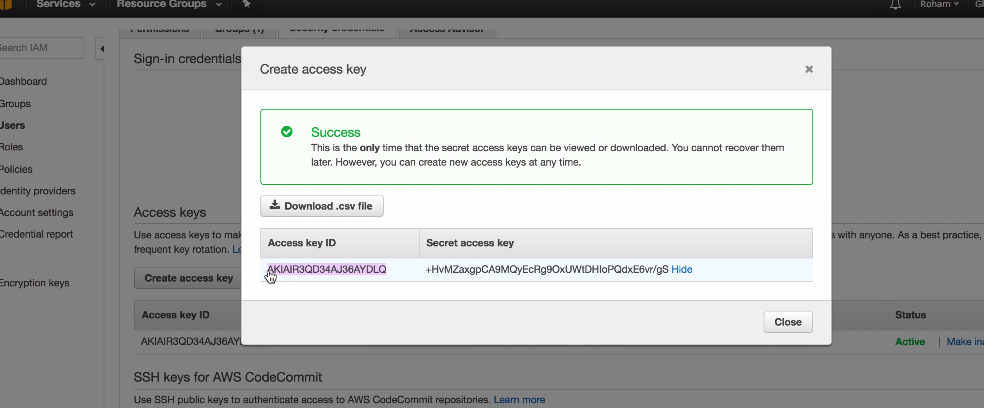 Services Resource Groups Roham Gl
Search IAM
Permissions Groups (1) Security credentials Access Advisor
Sign-in credentials
Create access key
Dashboard
Groups
Users
Roles
Policies
Identity providers
Account settings
Credential report
Encryption keys
Success
This is the only time that the secret access keys can be viewed or downloaded. You cannot recover them
later. However, you can create new access keys at any time.
Download .csv file
Access key ID Secret access key
AKIAIR3QD34AJ36AYDLQ +HvMZaxgpCA9MQyEcRg9OxUWtDHIoPQdxE6vr/gS Hide
Close
Access keys
Use access keys to mak s with anyone. As a best practice,
frequent key rotation. Le
Create access key
Access key ID Status
AKIAIR3QD34AJ36AY Active | Make ina
SSH keys for AWS CodeCommit
Use SSH public keys to authenticate access to AWS CodeCommit repositories. Learn more